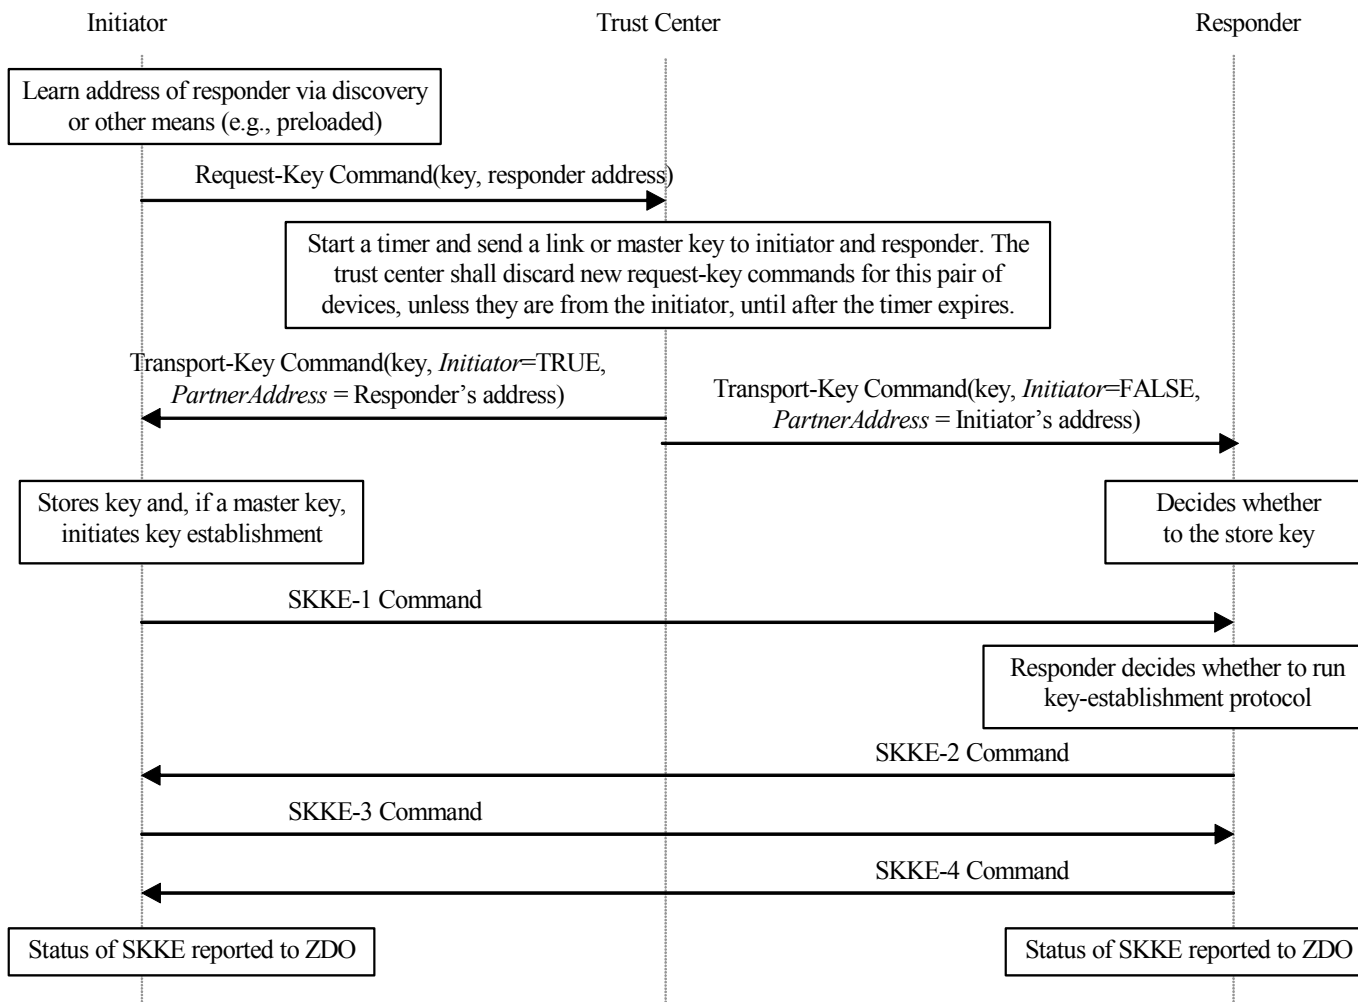 Initiator
Trust Center
Responder
Learn address of responder via discovery
or other means (e.g., preloaded)
Request-Key Command(key, responder address)
Start a timer and send a link or master key to initiator and responder. The
trust center shall discard new request-key commands for this pair of
devices, unless they are from the initiator, until after the timer expires.
Transport-Key Command(key, Initiator=TRUE,
PartnerAddress = Responder’s address)
Transport-Key Command(key, Initiator=FALSE,
PartnerAddress = Initiator’s address)
Stores key and, if a master key,
initiates key establishment
Decides whether
to the store key
SKKE-1 Command
Responder decides whether to run
key-establishment protocol
SKKE-2 Command
SKKE-3 Command
SKKE-4 Command
Status of SKKE reported to ZDO
Status of SKKE reported to ZDO